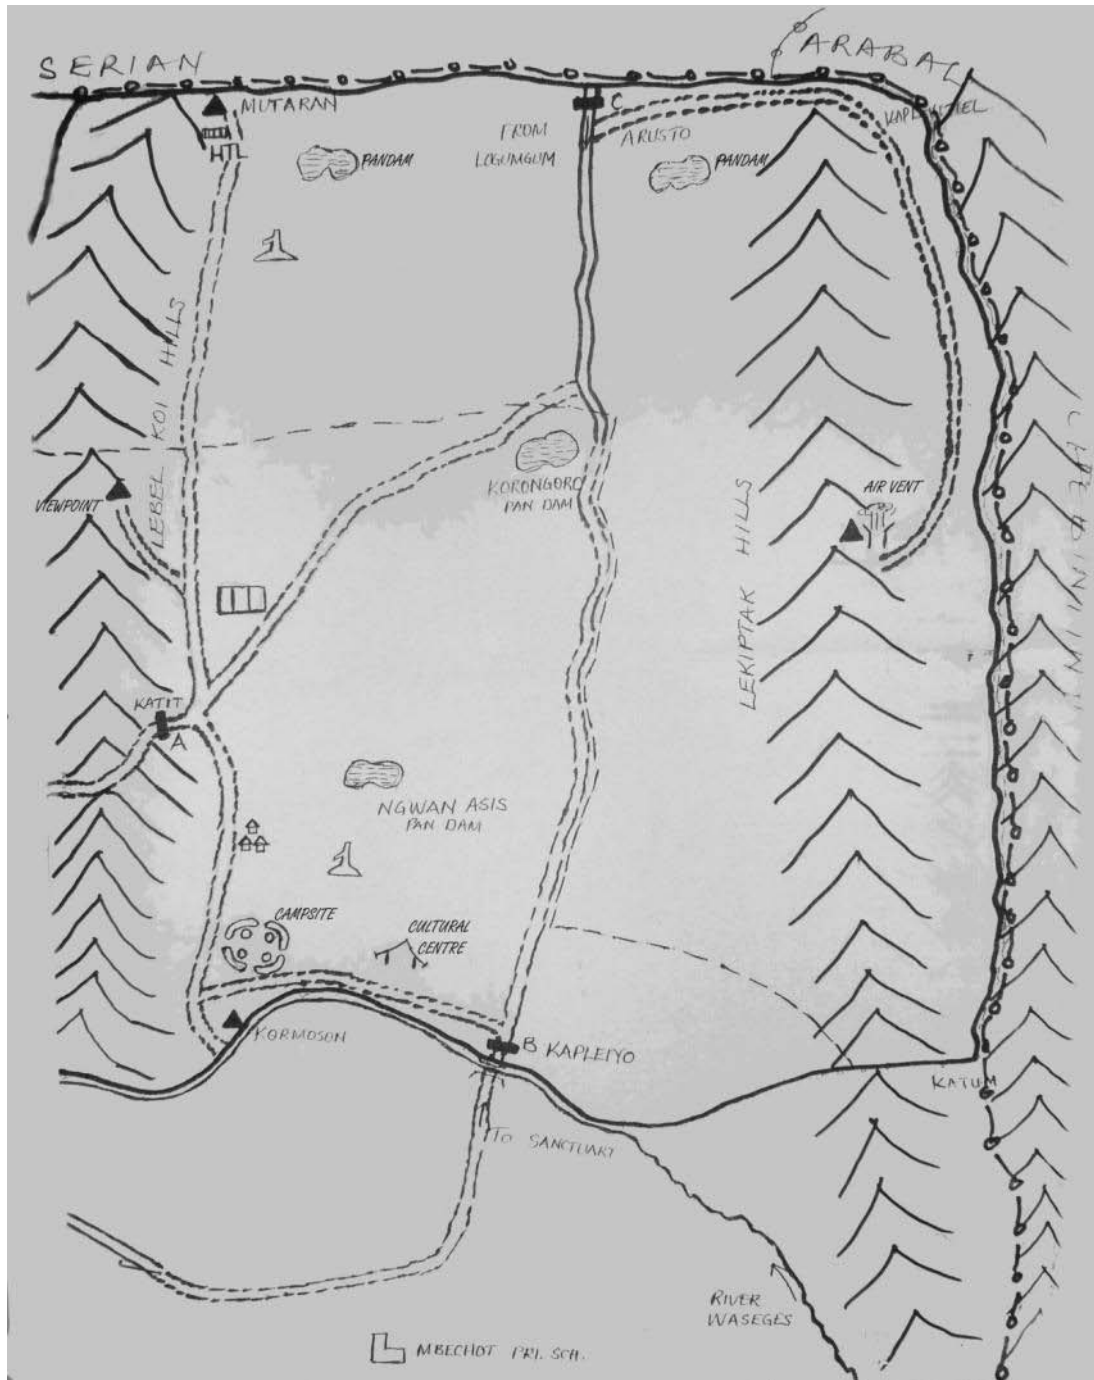 SERIAN
ARABAL
MUTARAN
HTL
C
KAPLEKUZIEL
FROM
LOGUMGUM
ARUSTO
PANDAM
PANDAM
LEBEL KOI HILLS
VIEWPOINT
KORONGORO
PAN DAM
AIR VENT
LEKIPTAK HILLS
KATIT
A
NGWAN ASIS
PAN DAM
CAMPSITE
CULTURAL
CENTRE
KORMOSON
B KAPLEIYO
KATUM
TO SANCTUARY
RIVER
WASEGES
MBECHOT PRI. SCH.